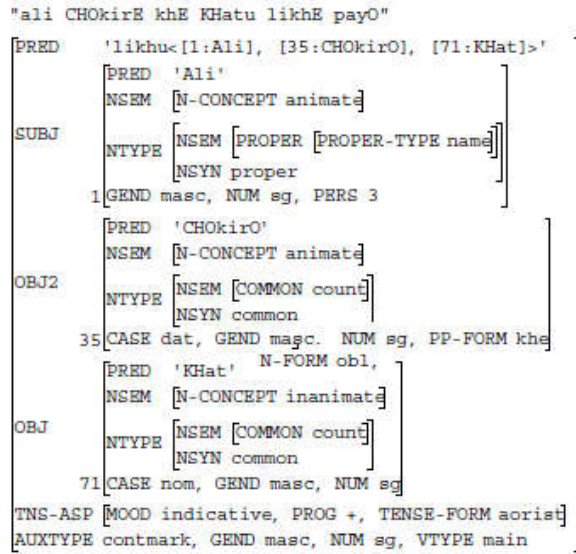 "ali CHOkirE khE KHatu likhE payO"
PRED 'likhu<[1:Ali], [35:CHOkirO], [71:KHat]>'
PRED 'Ali'
NSEM [N-CONCEPT animate]
SUBJ
NTYPE [NSEM [PROPER [PROPER-TYPE name]]
NSYN proper]
1[GEND masc, NUM sg, PERS 3]
PRED 'CHOkirO'
NSEM [N-CONCEPT animate]
OBJ2
NTYPE [NSEM [COMMON count]
NSYN common]
35[CASE dat, GEND masc. NUM sg, PP-FORM khe]
PRED 'KHat' N-FORM obl,
NSEM [N-CONCEPT inanimate]
OBJ
NTYPE [NSEM [COMMON count]
NSYN common]
71[CASE nom, GEND masc, NUM sg]
TNS-ASP [MOOD indicative, PROG +, TENSE-FORM aorist]
AUXTYPE contmark, GEND masc, NUM sg, VTYPE main